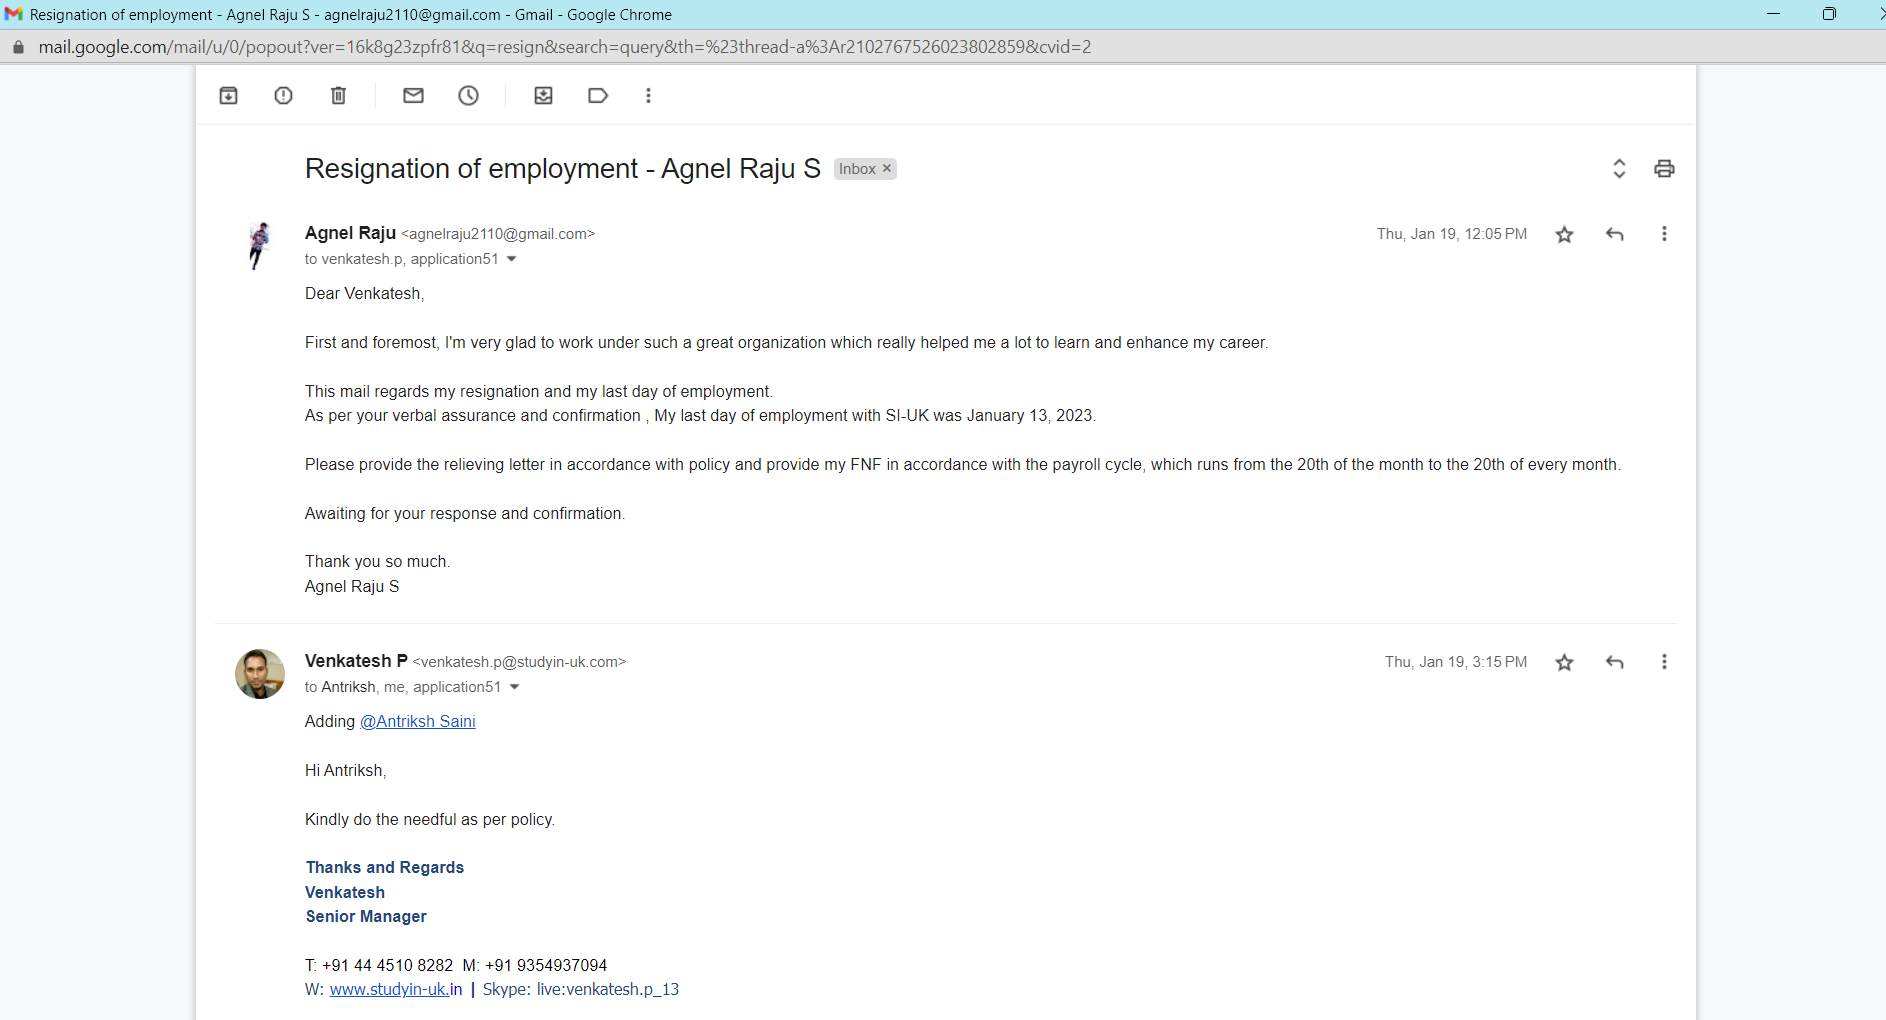 Resignation of employment - Agnel Raju S - agnelraju2110@gmail.com - Gmail - Google Chrome
mail.google.com/mail/u/0/popout?ver=16k8g23zpfr81&q=resign&search=query&th=%23thread-a%3Ar2102767526023802859&cvid=2
Resignation of employment - Agnel Raju S Inbox ×
Agnel Raju <agnelraju2110@gmail.com> Thu, Jan 19, 12:05 PM
to venkatesh.p, application51
Dear Venkatesh,
First and foremost, I'm very glad to work under such a great organization which really helped me a lot to learn and enhance my career.
This mail regards my resignation and my last day of employment.
As per your verbal assurance and confirmation , My last day of employment with SI-UK was January 13, 2023.
Please provide the relieving letter in accordance with policy and provide my FNF in accordance with the payroll cycle, which runs from the 20th of the month to the 20th of every month.
Awaiting for your response and confirmation.
Thank you so much.
Agnel Raju S
Venkatesh P <venkatesh.p@studyin-uk.com> Thu, Jan 19, 3:15 PM
to Antriksh, me, application51
Adding @Antriksh Saini
Hi Antriksh,
Kindly do the needful as per policy.
Thanks and Regards
Venkatesh
Senior Manager
T: +91 44 4510 8282 M: +91 9354937094
W: www.studyin-uk.in | Skype: live:venkatesh.p_13